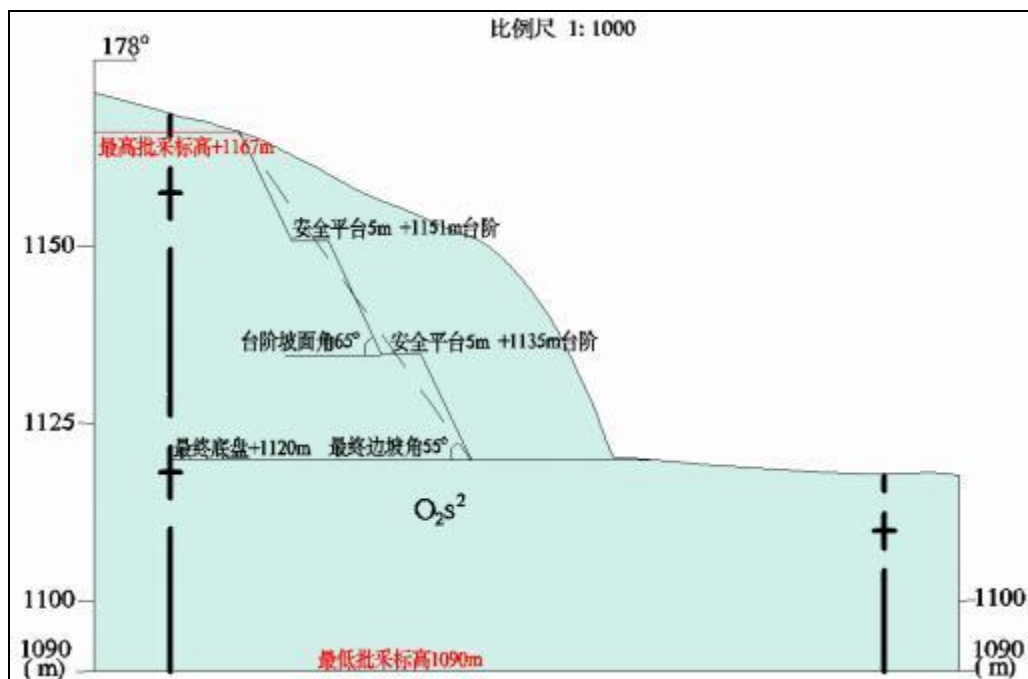 比例尺 1: 1000
178°
最高批采标高+1167m
安全平台5m +1151m台阶
1150
台阶坡面角65° 安全平台5m +1135m台阶
1125
最终底盘+1120m 最终边坡角55°
O₂s²
1100 1100
1090 1090
(m) (m)
最低批采标高1090m